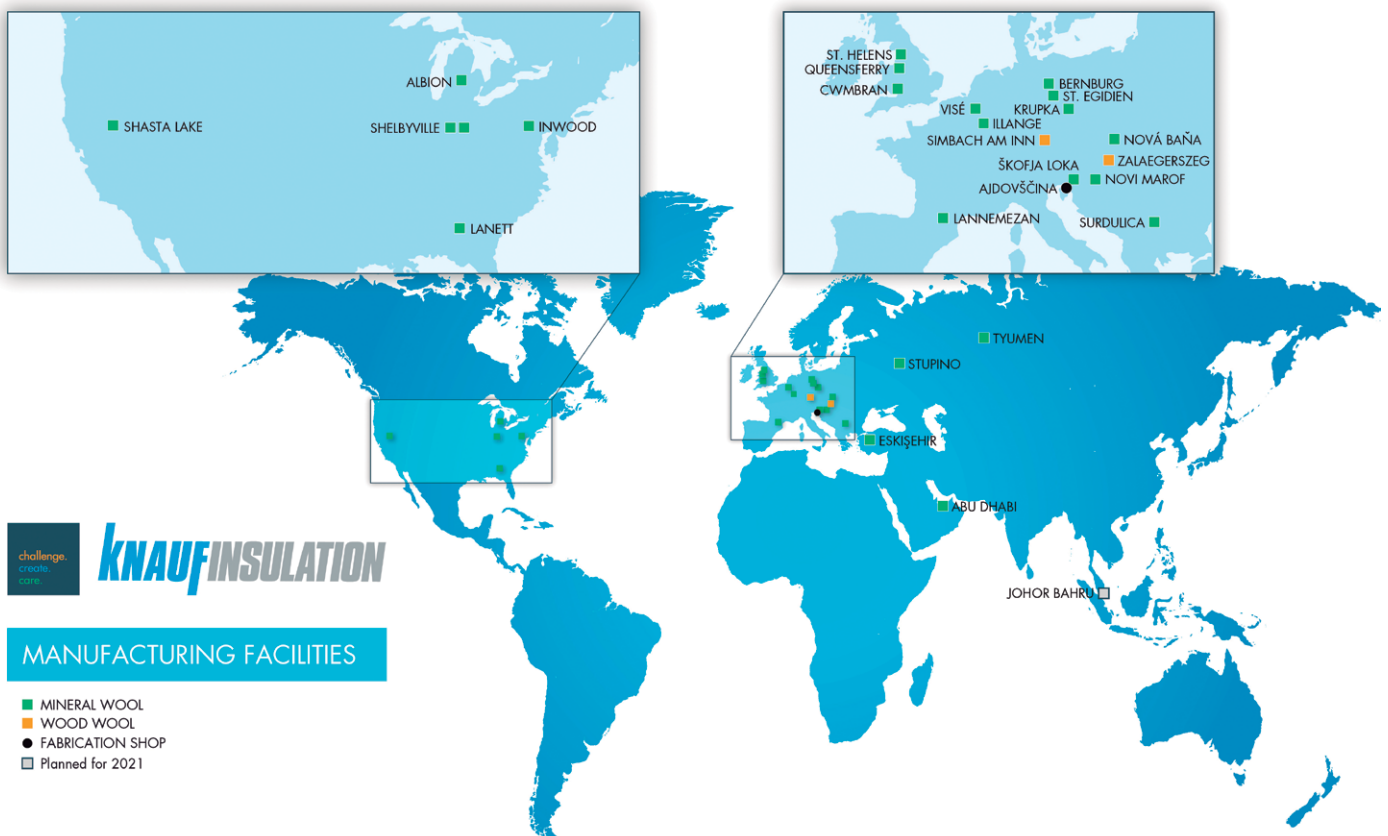 ALBION
SHASTA LAKE
SHELBYVILLE
INWOOD
LANETT
ST. HELENS
QUEENSFERRY
CWMBRAN
BERNBURG
ST. EGIDIEN
VISÉ
KRUPKA
ILLANGE
SIMBACH AM INN
NOVÁ BAŇA
ZALAEGERSZEG
ŠKOFJA LOKA
NOVI MAROF
AJDOVŠČINA
LANNEMEZAN
SURDULICA
TYUMEN
STUPINO
ESKIŞEHIR
ABU DHABI
JOHOR BAHRU
challenge.
create.
care.
KNAUFINSULATION
MANUFACTURING FACILITIES
MINERAL WOOL
WOOD WOOL
FABRICATION SHOP
Planned for 2021